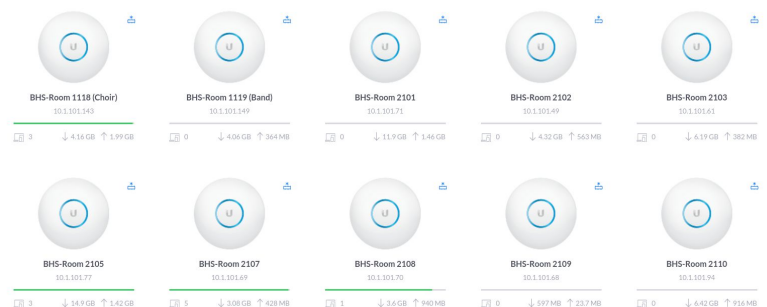 BHS-Room 1118 (Choir)
10.1.101.143
3 ↓ 4.16 GB ↑ 1.99 GB
BHS-Room 1119 (Band)
10.1.101.149
0 ↓ 4.06 GB ↑ 364 MB
BHS-Room 2101
10.1.101.71
0 ↓ 11.9 GB ↑ 1.46 GB
BHS-Room 2102
10.1.101.49
0 ↓ 4.32 GB ↑ 563 MB
BHS-Room 2103
10.1.101.61
0 ↓ 6.19 GB ↑ 382 MB
BHS-Room 2105
10.1.101.77
3 ↓ 14.9 GB ↑ 1.42 GB
BHS-Room 2107
10.1.101.69
5 ↓ 3.08 GB ↑ 428 MB
BHS-Room 2108
10.1.101.70
1 ↓ 3.6 GB ↑ 940 MB
BHS-Room 2109
10.1.101.68
0 ↓ 597 MB ↑ 23.7 MB
BHS-Room 2110
10.1.101.94
0 ↓ 6.42 GB ↑ 916 MB